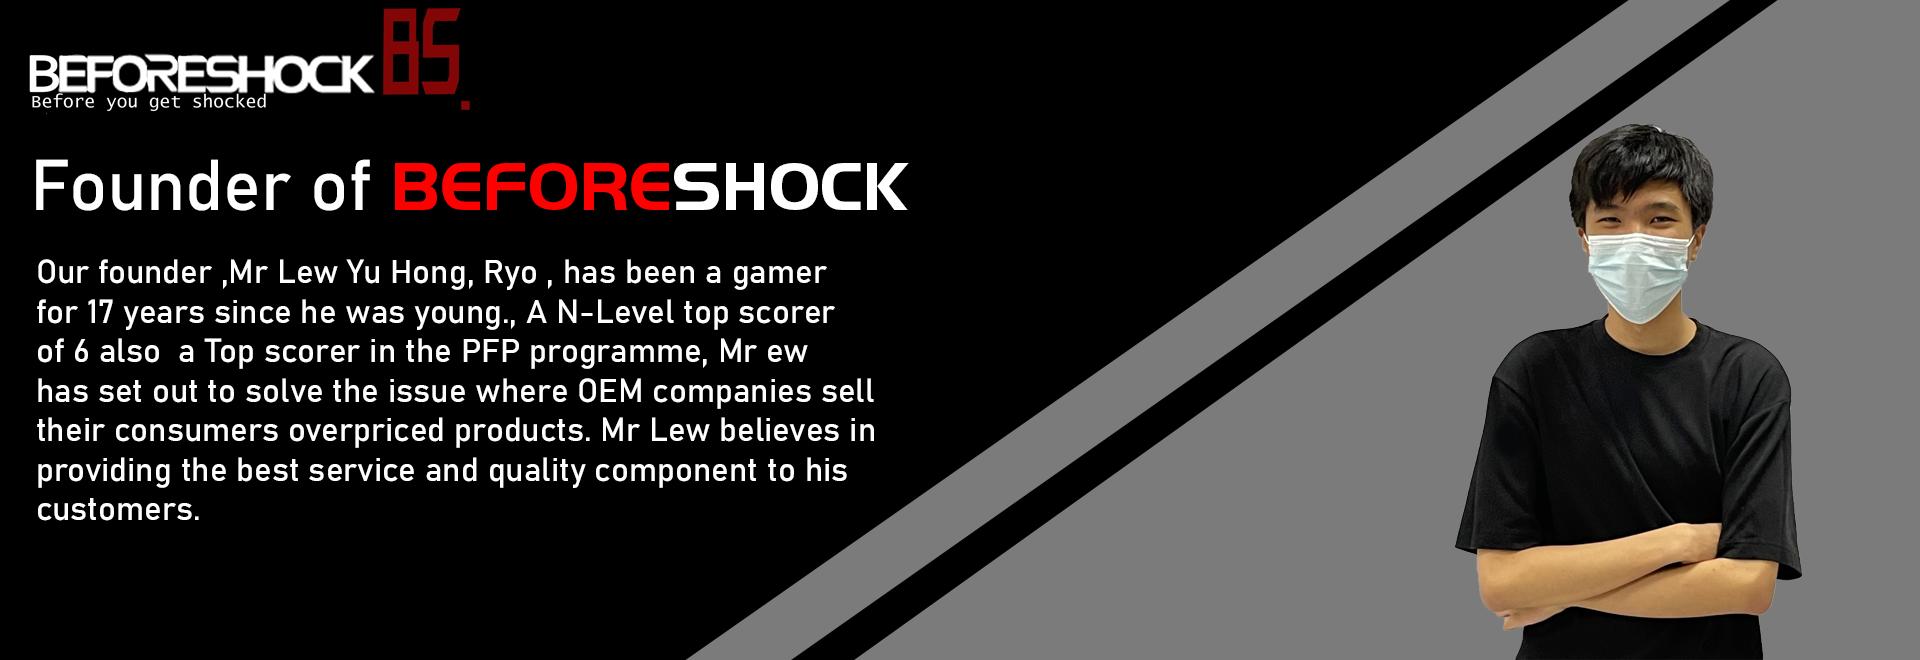 BEFORESHOCK BS.
Before you get shocked
Founder of BEFORESHOCK
Our founder ,Mr Lew Yu Hong, Ryo , has been a gamer
for 17 years since he was young., A N-Level top scorer
of 6 also  a Top scorer in the PFP programme, Mr ew
has set out to solve the issue where OEM companies sell
their consumers overpriced products. Mr Lew believes in
providing the best service and quality component to his
customers.